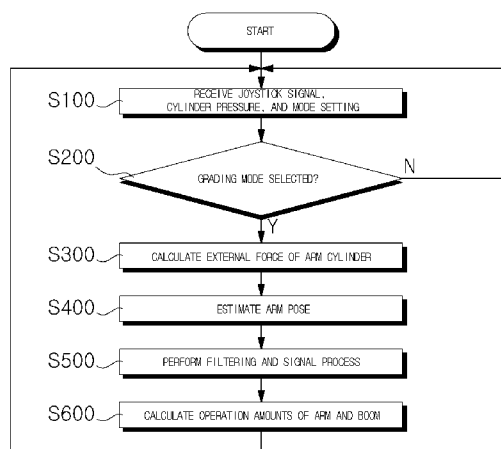 START
S100
RECEIVE JOYSTICK SIGNAL,
CYLINDER PRESSURE, AND MODE SETTING
S200
GRADING MODE SELECTED?
N
Y
S300
CALCULATE EXTERNAL FORCE OF ARM CYLINDER
S400
ESTIMATE ARM POSE
S500
PERFORM FILTERING AND SIGNAL PROCESS
S600
CALCULATE OPERATION AMOUNTS OF ARM AND BOOM